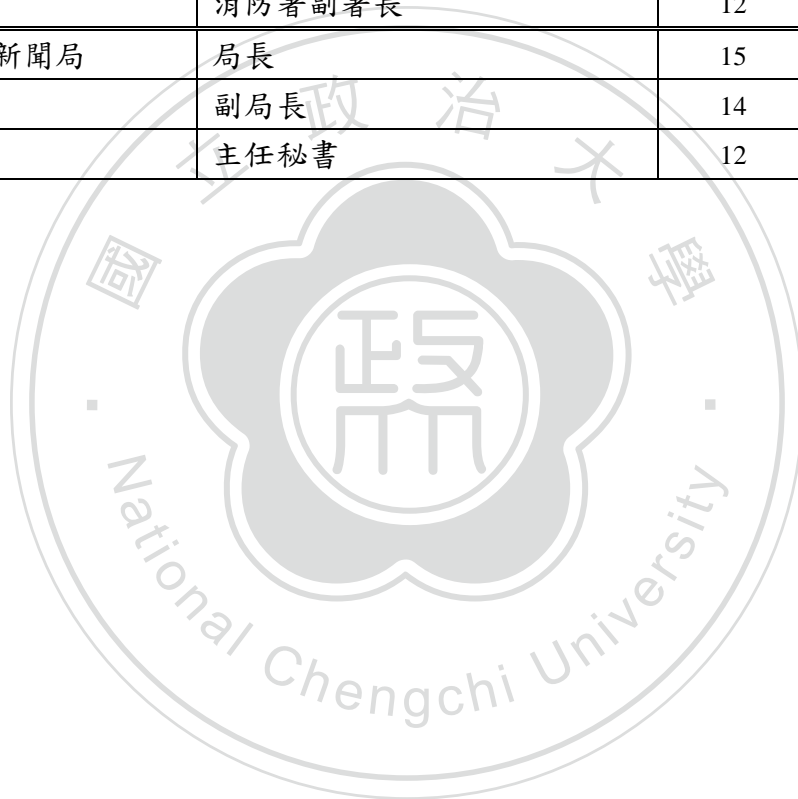 消防署副署長 12
新聞局 局長 15
副局長 14
主任秘書 12
國立政治大學
政
National Chengchi University